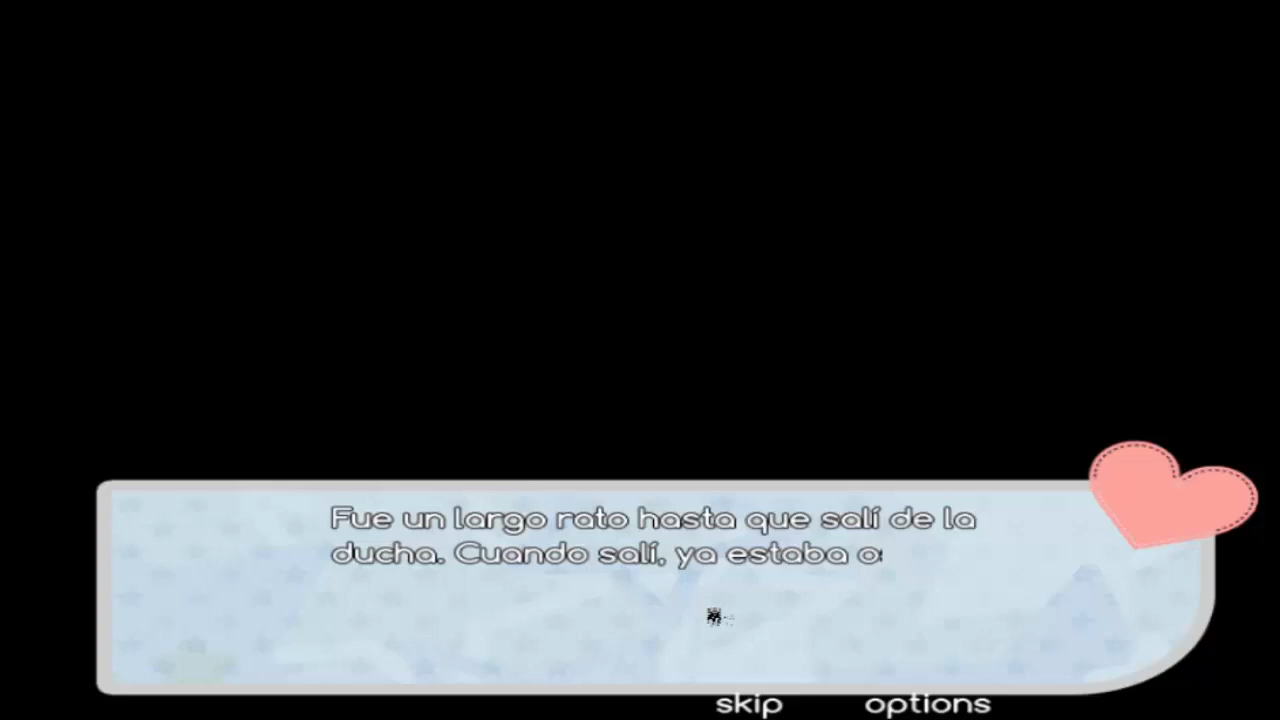 Fue un largo rato hasta que salí de la
ducha. Cuando salí, ya estaba o
skip options